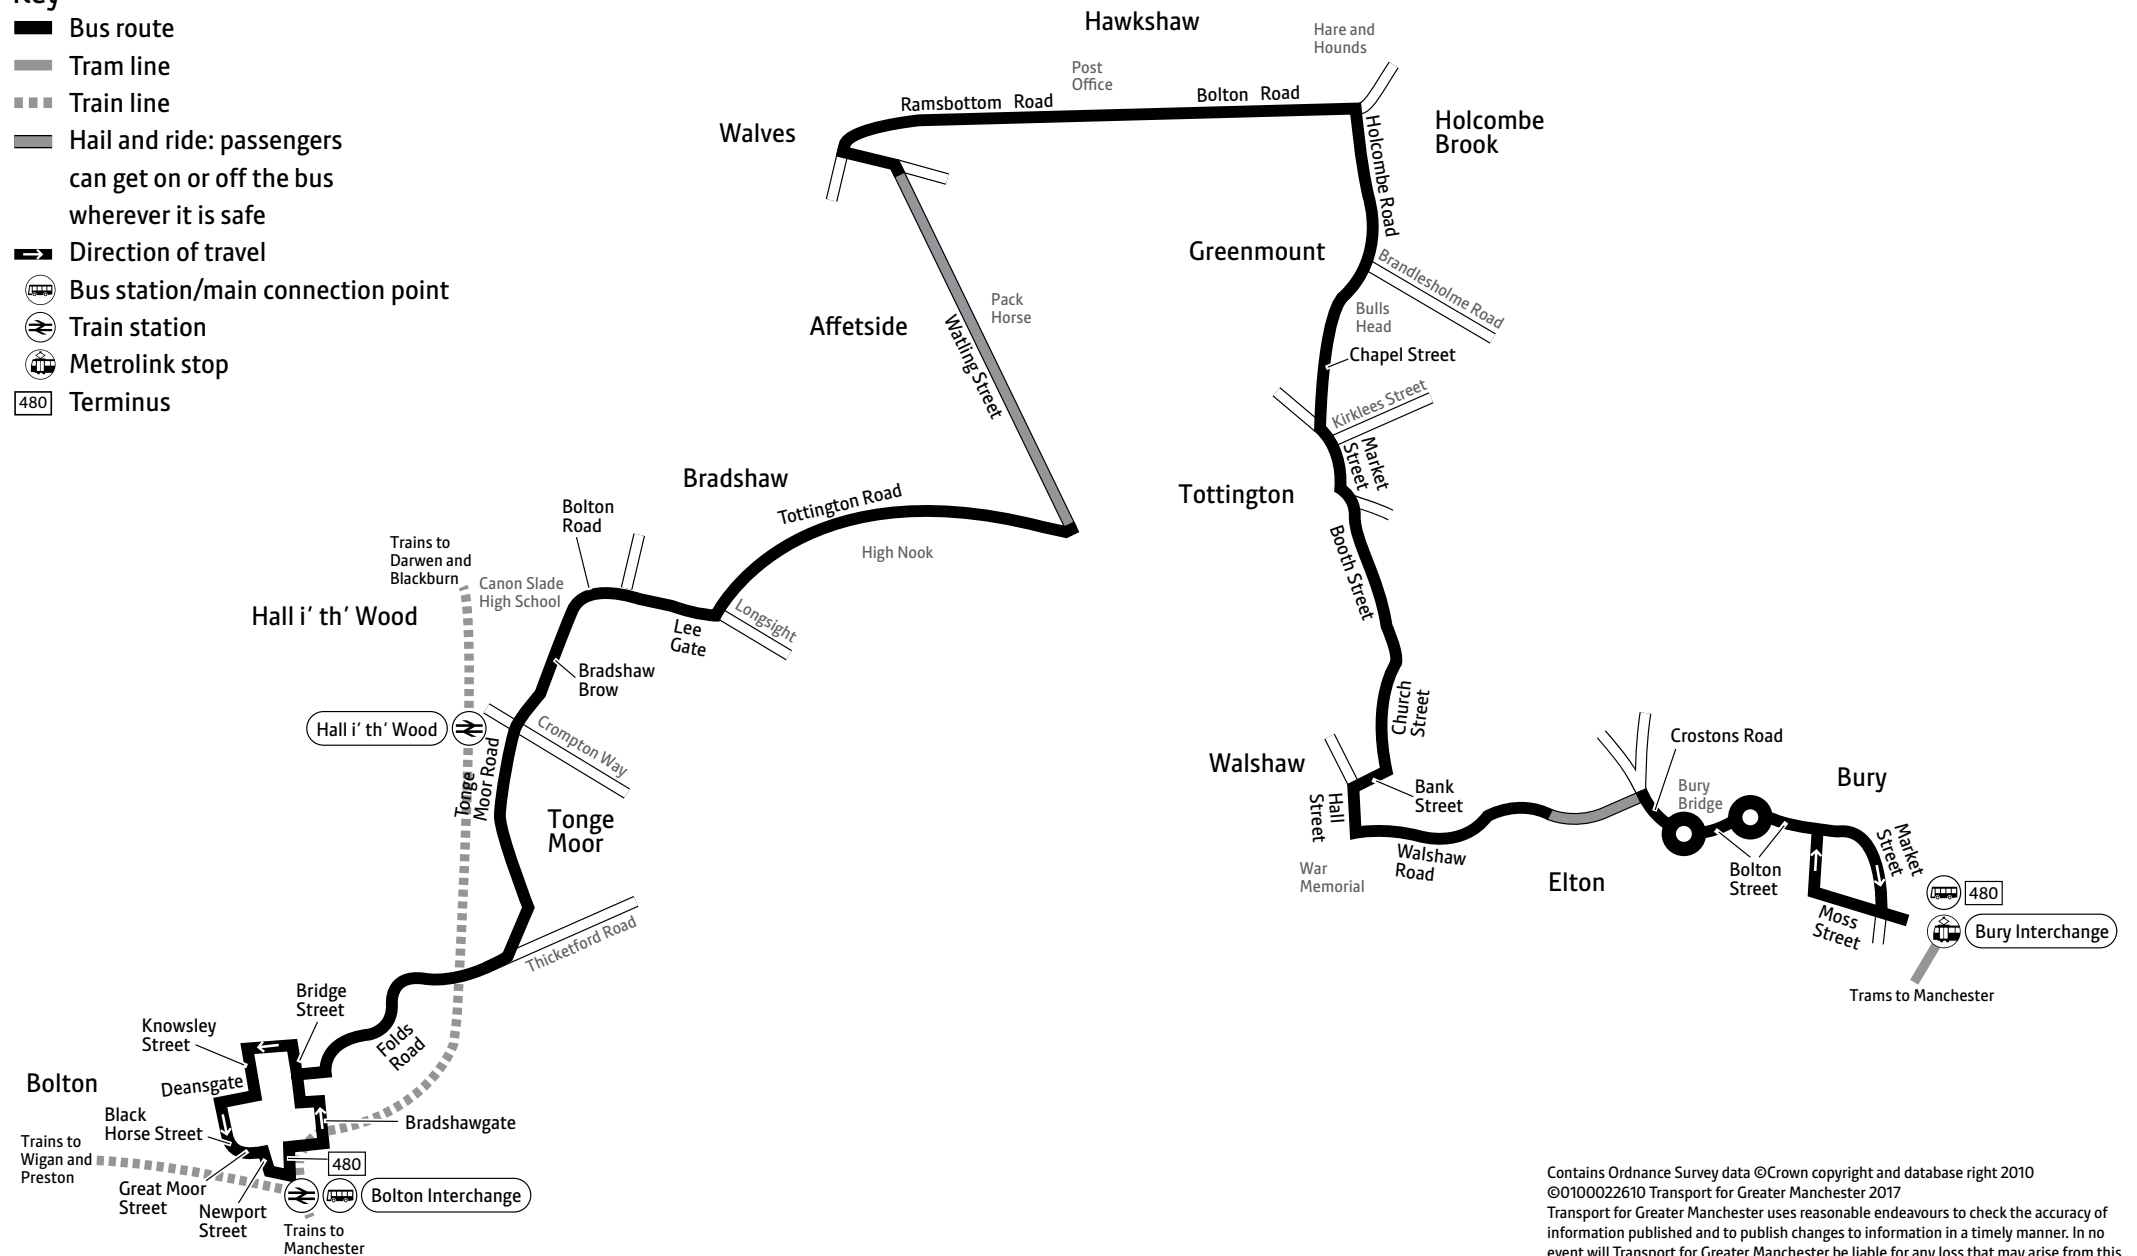 Key
Bus route
Tram line
Train line
Hail and ride: passengers
can get on or off the bus
wherever it is safe
Direction of travel
Bus station/main connection point
Train station
Metrolink stop
480 Terminus
Hawkshaw
Hare and
Hounds
Post
Office
Ramsbottom Road
Bolton Road
Walves
Holcombe
Brook
Holcombe Road
Greenmount
Brandlesholme Road
Pack
Horse
Affetside
Watling Street
Bulls
Head
Chapel Street
Kirklees Street
Market
Street
Tottington
Booth Street
Bradshaw
Tottington Road
High Nook
Bolton
Road
Trains to
Darwen and
Blackburn
Canon Slade
High School
Hall i’ th’ Wood
Lee
Gate
Longsight
Bradshaw
Brow
Hall i’ th’ Wood
Crompton Way
Tonge
Moor Road
Tonge
Moor
Thicketford Road
Church
Street
Walshaw
Bank
Street
Hall
Street
War
Memorial
Walshaw
Road
Elton
Crostons Road
Bury
Bridge
Bury
Bolton
Street
Market
Street
Moss
Street
480
Bury Interchange
Trams to Manchester
Bridge
Street
Knowsley
Street
Folds
Road
Bolton
Deansgate
Black
Horse Street
Bradshawgate
Trains to
Wigan and
Preston
480
Great Moor
Street
Newport
Street
Bolton Interchange
Trains to
Manchester
Contains Ordnance Survey data ©Crown copyright and database right 2010
©0100022610 Transport for Greater Manchester 2017
Transport for Greater Manchester uses reasonable endeavours to check the accuracy of
information published and to publish changes to information in a timely manner. In no
event will Transport for Greater Manchester be liable for any loss that may arise from this